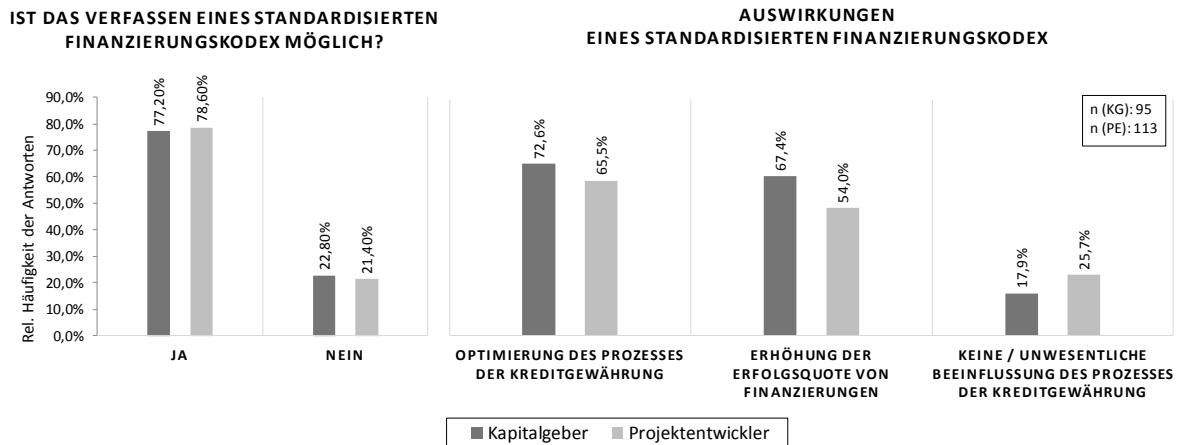 IST DAS VERFASSEN EINES STANDARDISIERTEN
FINANZIERUNGSKODEX MÖGLICH?
AUSWIRKUNGEN
EINES STANDARDISIERTEN FINANZIERUNGSKODEX
Rel. Häufigkeit der Antworten
90,0%
80,0%
70,0%
60,0%
50,0%
40,0%
30,0%
20,0%
10,0%
0,0%
77,20%
78,60%
22,80%
21,40%
JA
NEIN
72,6%
65,5%
67,4%
54,0%
17,9%
25,7%
n (KG): 95
n (PE): 113
OPTIMIERUNG DES PROZESSES
DER KREDITGEWÄHRUNG
ERHÖHUNG DER
ERFOLGSQUOTE VON
FINANZIERUNGEN
KEINE / UNWESENTLICHE
BEEINFLUSSUNG DES PROZESSES
DER KREDITGEWÄHRUNG
Kapitalgeber
Projektentwickler